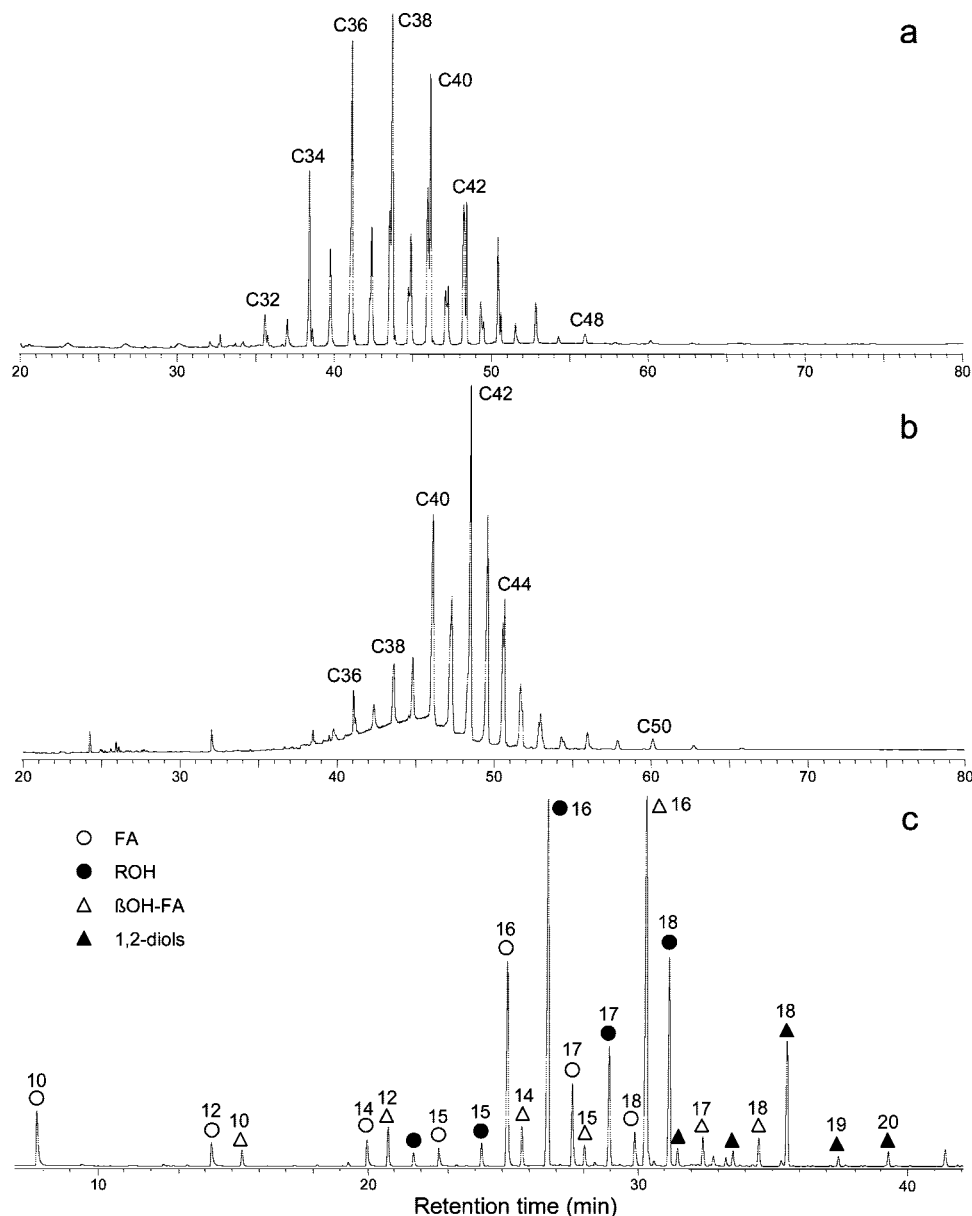 a
C38
C36
C40
C34
C42
C32
C48
20 30 40 50 60 70 80
b
C42
C40
C44
C38
C36
C50
20 30 40 50 60 70 80
c
FA
ROH
ßOH-FA
1,2-diols
16
16
18
16
18
17
17
10
12
10
14
12
15
15
14
15
18
17
18
19
20
10 20 30 40
Retention time (min)